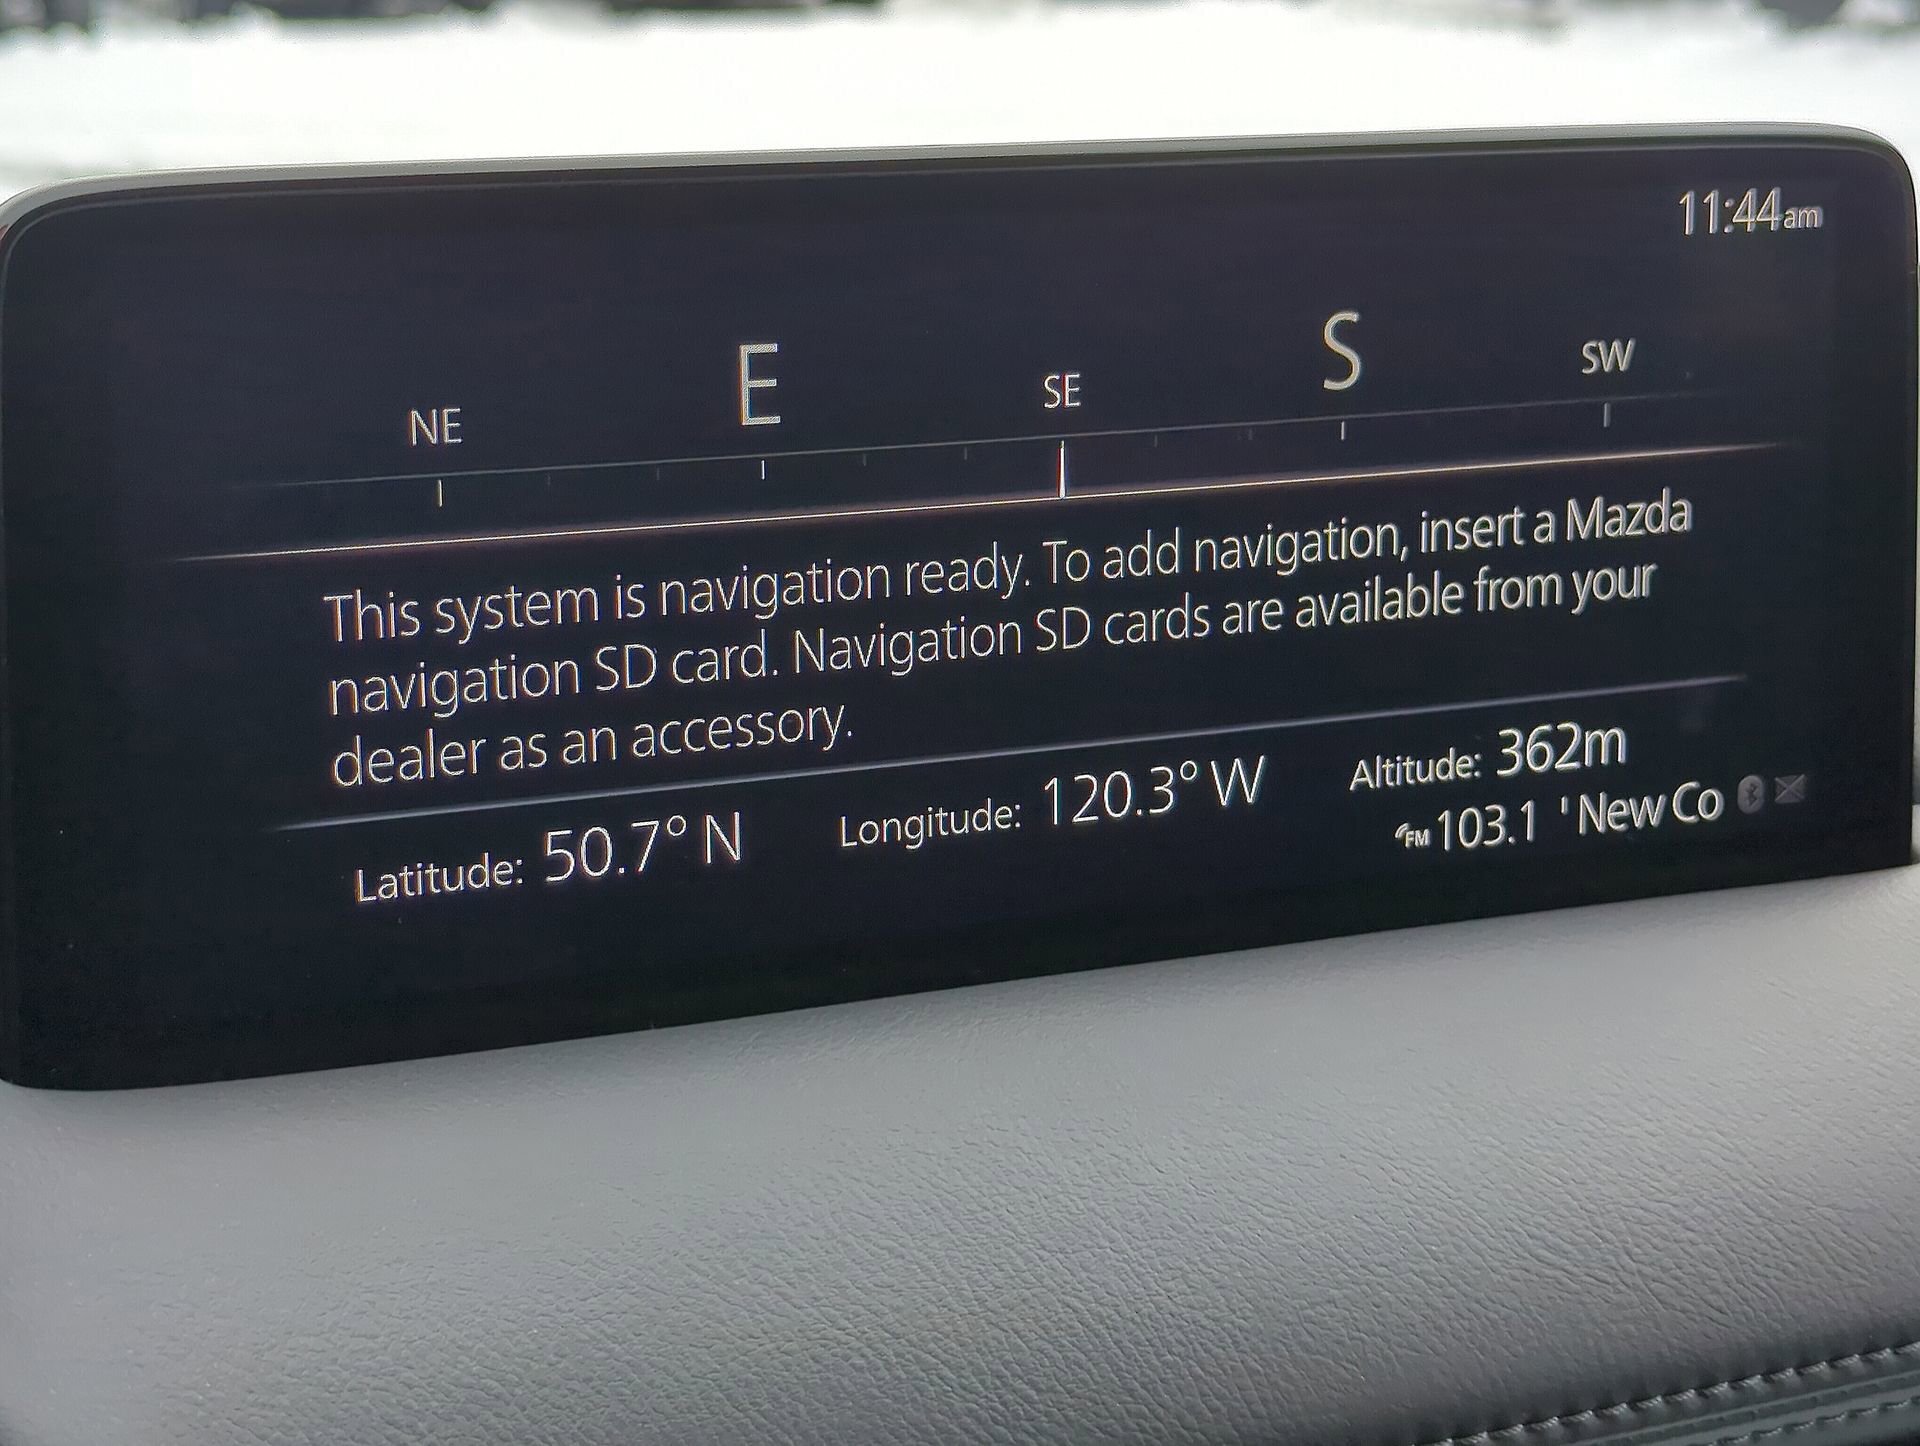 11:44am
NE E SE S SW
This system is navigation ready. To add navigation, insert a Mazda
navigation SD card. Navigation SD cards are available from your
dealer as an accessory.
Latitude: 50.7° N Longitude: 120.3° W Altitude: 362m
FM 103.1 ' New Co